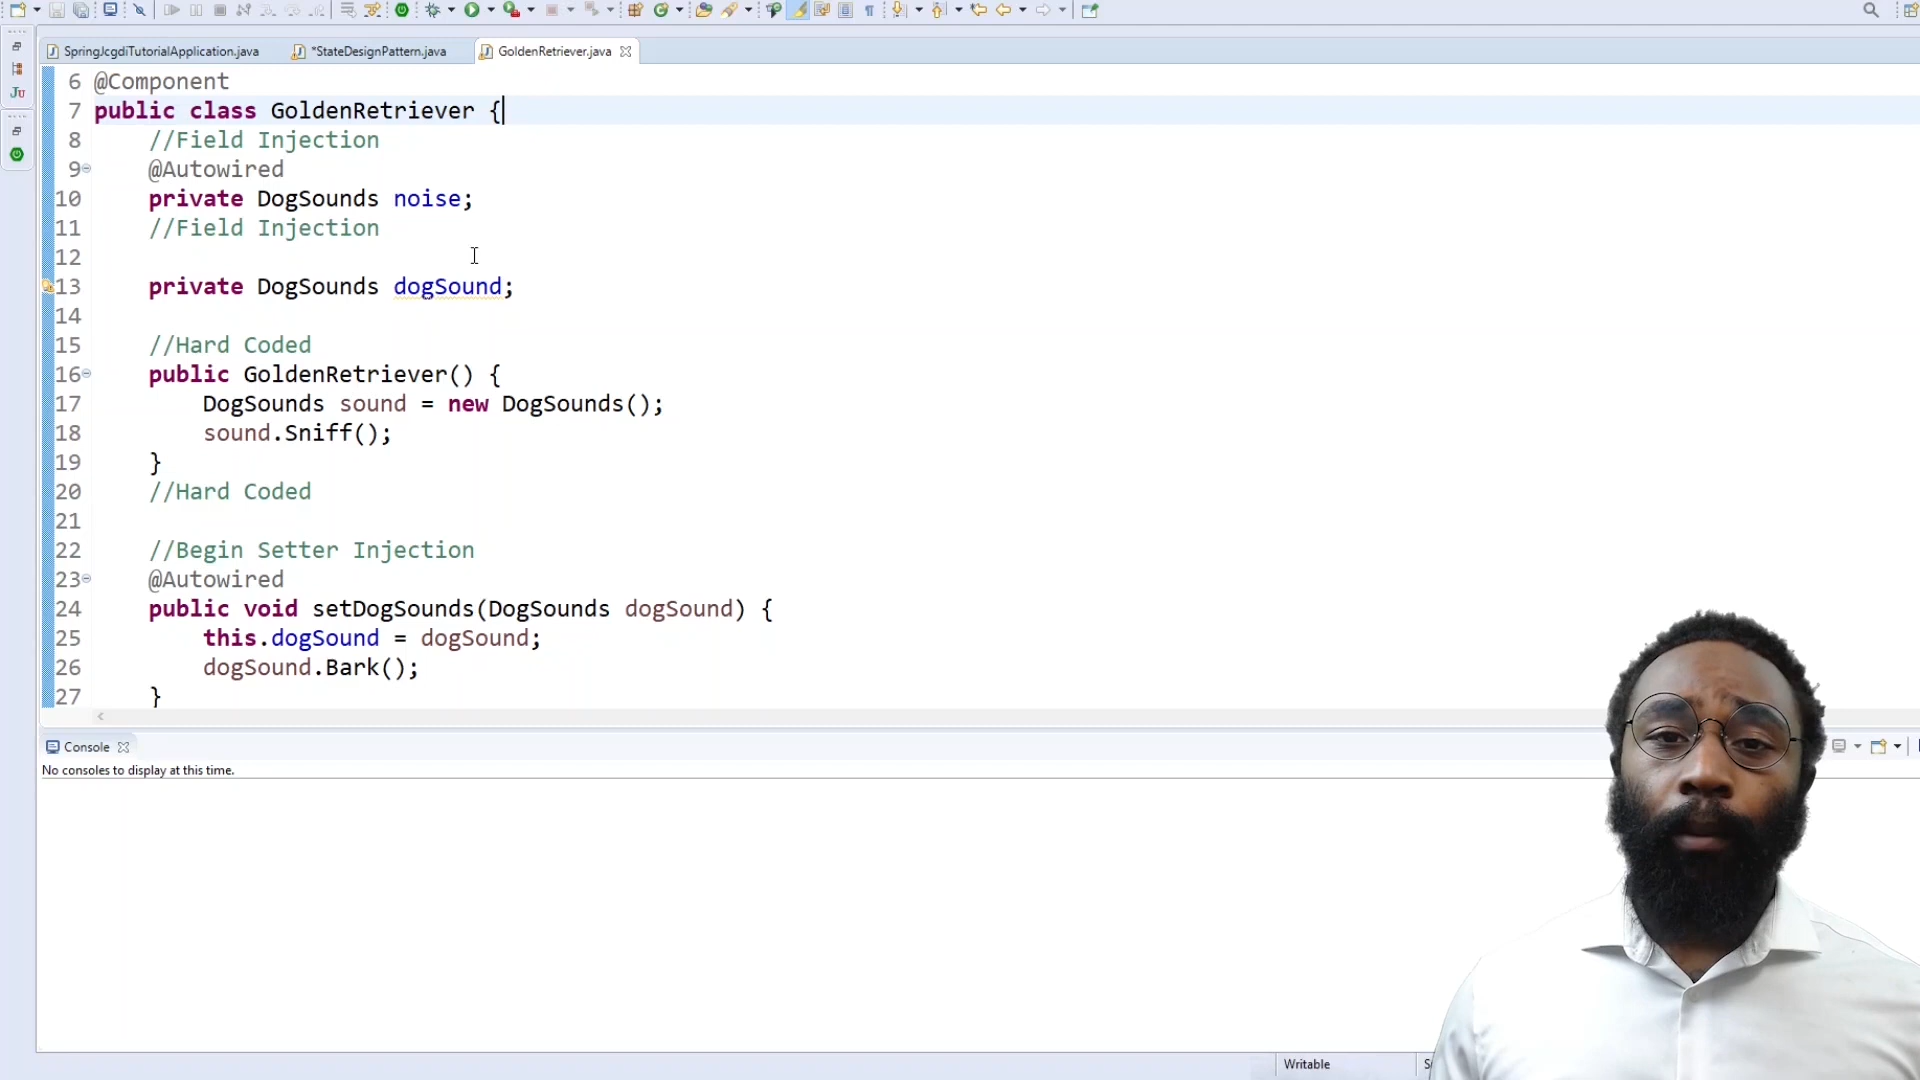 SpringJcgdiTutorialApplication.java
*StateDesignPattern.java
GoldenRetriever.java
6 @Component
7 public class GoldenRetriever {
8 //Field Injection
9 @Autowired
10 private DogSounds noise;
11 //Field Injection
12
13 private DogSounds dogSound;
14
15 //Hard Coded
16 public GoldenRetriever() {
17 DogSounds sound = new DogSounds();
18 sound.Sniff();
19 }
20 //Hard Coded
21
22 //Begin Setter Injection
23 @Autowired
24 public void setDogSounds(DogSounds dogSound) {
25 this.dogSound = dogSound;
26 dogSound.Bark();
27 }
Console
No consoles to display at this time.
Writable